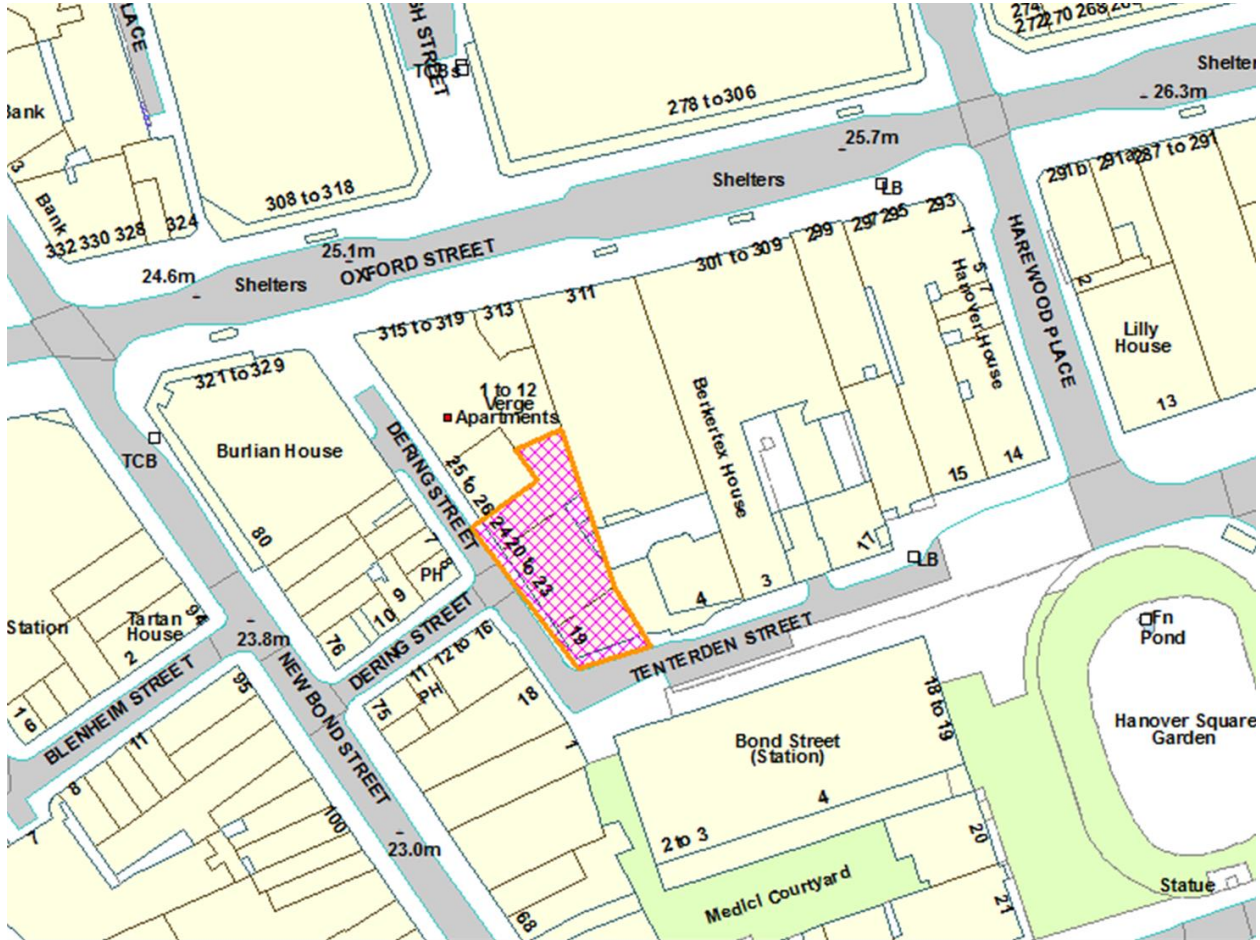 LACE
GH STREET
TCBs
274
272
270
268
Bank
3
Bank
332
330
328
324
308 to 318
278 to 306
Shelters
26.3m
25.7m
Shelters
LB
291b
291a
287 to 291
25.1m
OXFORD STREET
24.6m
Shelters
301 to 309
299
297
295
293
1
5
7
Hanover House
HAREWOOD PLACE
2
Lilly
House
13
311
313
315 to 319
321 to 329
1 to 12
Verge
Apartments
Burlian House
TCB
DERING STREET
25 to 26
24
20 to 23
19
Berkertex House
14
15
17
LB
3
4
TENTERDEN STREET
80
7
8
PH
9
10
76
DERING STREET
Station
Tartan
House
2
94
23.8m
1
6
BLENHEIM STREET
95
NEW BOND STREET
75
11
PH
12 to 16
18
1
11
8
7
100
23.0m
68
Bond Street
(Station)
18 to 19
4
2 to 3
20
21
Medici Courtyard
Fn
Pond
Hanover Square
Garden
Statue